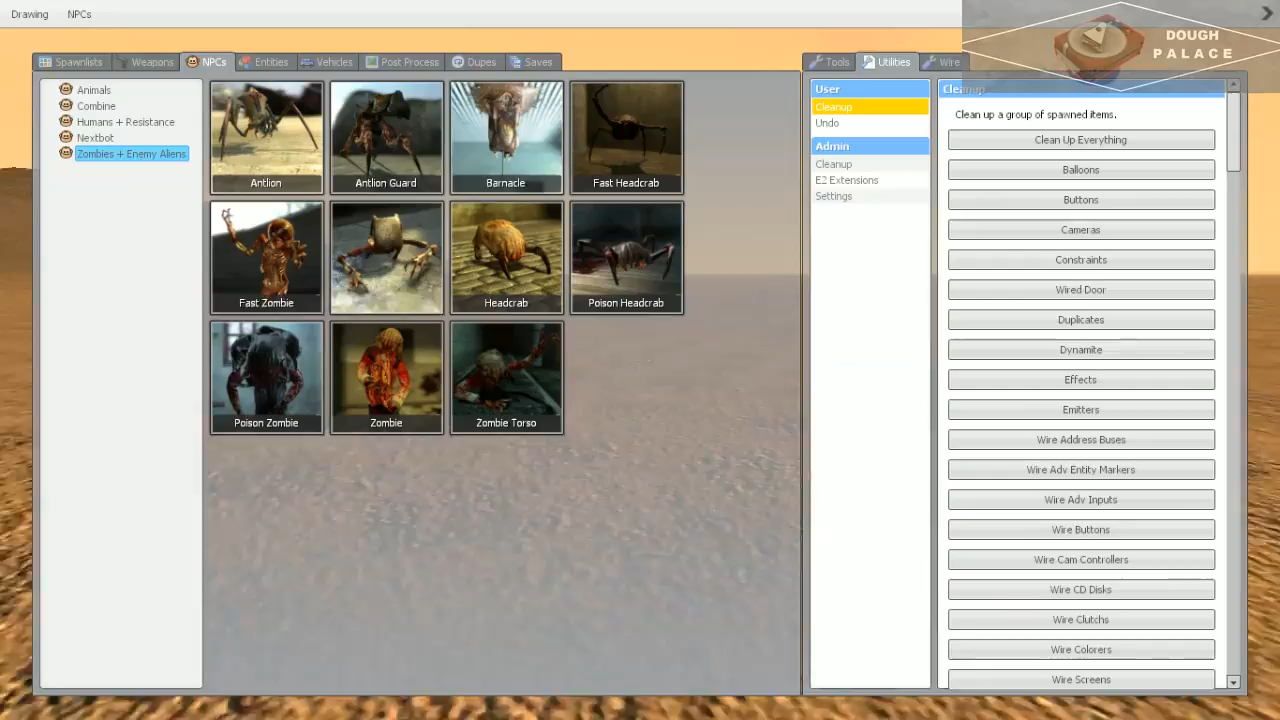 Drawing NPCs
DOUGH
PALACE
Spawnlists Weapons NPCs Entities Vehicles Post Process Dupes Saves
Tools Utilities Wire
Animals
Combine
Humans + Resistance
Nextbot
Zombies + Enemy Aliens
Antlion
Antlion Guard
Barnacle
Fast Headcrab
Fast Zombie
Headcrab
Poison Headcrab
Poison Zombie
Zombie
Zombie Torso
User
Cleanup
Undo
Admin
Cleanup
E2 Extensions
Settings
Cleanup
Clean up a group of spawned items.
Clean Up Everything
Balloons
Buttons
Cameras
Constraints
Wired Door
Duplicates
Dynamite
Effects
Emitters
Wire Address Buses
Wire Adv Entity Markers
Wire Adv Inputs
Wire Buttons
Wire Cam Controllers
Wire CD Disks
Wire Clutchs
Wire Colorers
Wire Screens